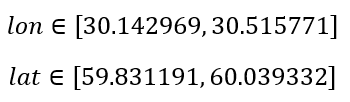 lon ∈ [30.142969, 30.515771]
lat ∈ [59.831191, 60.039332]